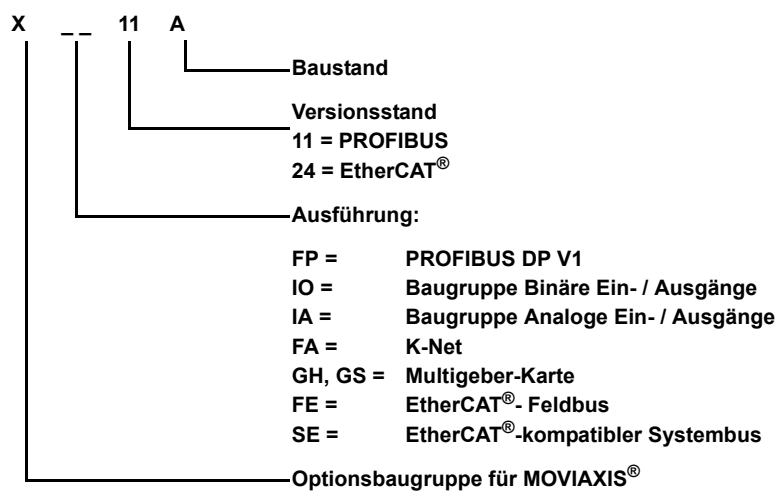 X _ _ 11 A
Baustand
Versionsstand
11 = PROFIBUS
24 = EtherCAT®
Ausführung:
FP = PROFIBUS DP V1
IO = Baugruppe Binäre Ein- / Ausgänge
IA = Baugruppe Analoge Ein- / Ausgänge
FA = K-Net
GH, GS = Multigeber-Karte
FE = EtherCAT®- Feldbus
SE = EtherCAT®-kompatibler Systembus
Optionsbaugruppe für MOVIAXIS®